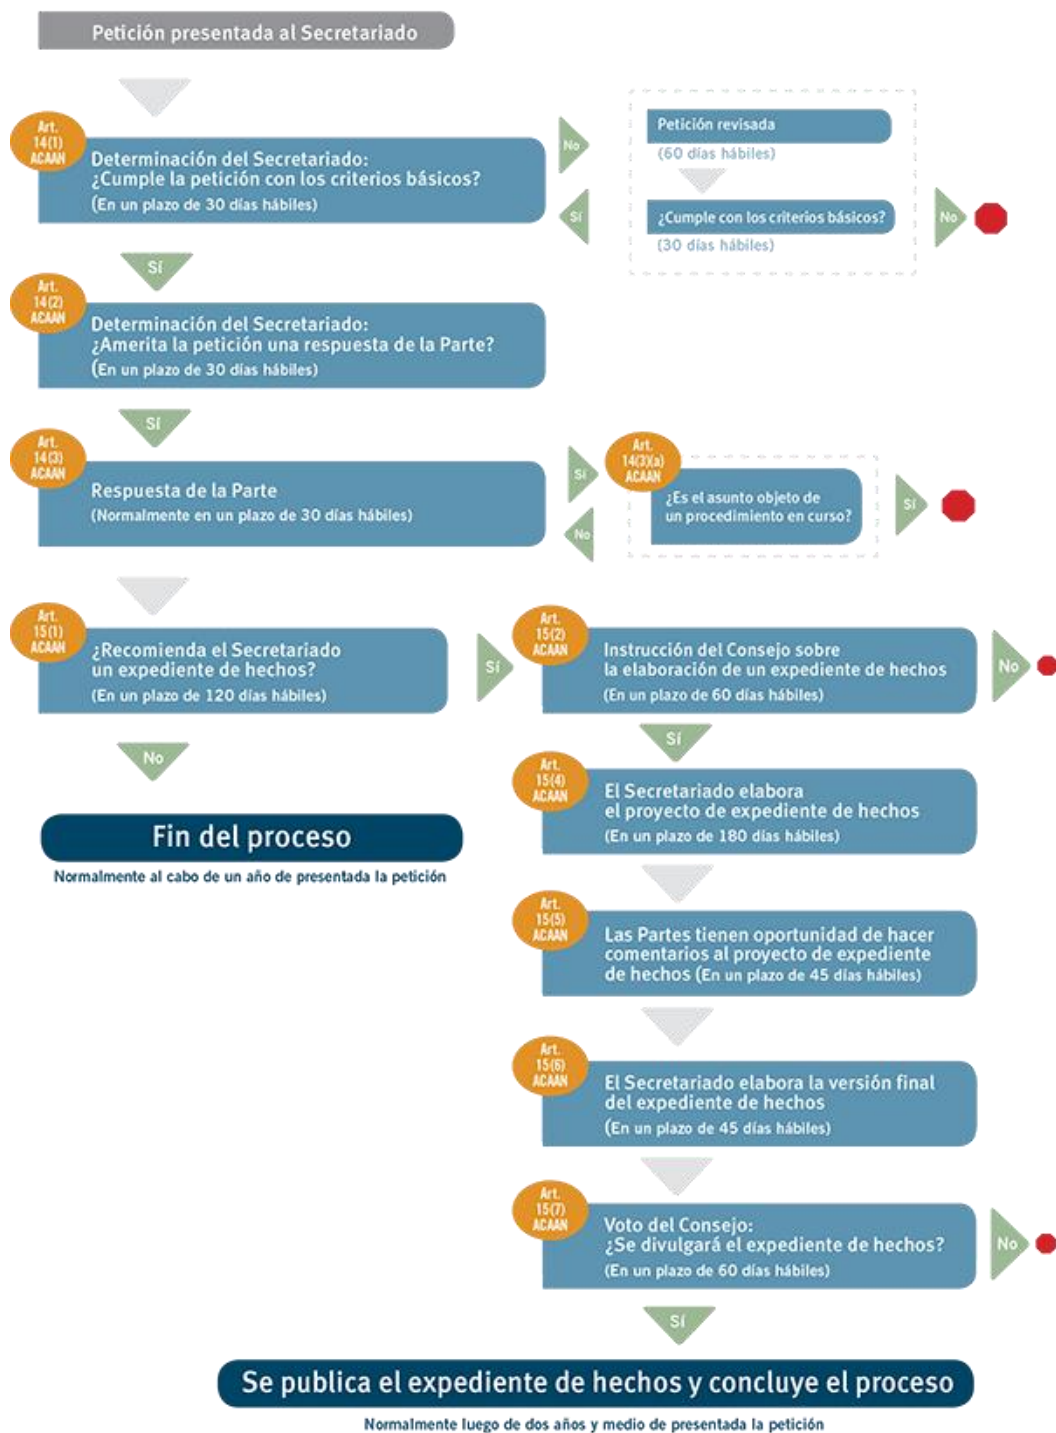 Petición presentada al Secretariado
Art.
14(1)
ACAAN
Determinación del Secretariado:
¿Cumple la petición con los criterios básicos?
(En un plazo de 30 días hábiles)
No
Sí
Petición revisada
(60 días hábiles)
¿Cumple con los criterios básicos?
(30 días hábiles)
No
Sí
Art.
14(2)
ACAAN
Determinación del Secretariado:
¿Amerita la petición una respuesta de la Parte?
(En un plazo de 30 días hábiles)
Sí
Art.
14(3)
ACAAN
Respuesta de la Parte
(Normalmente en un plazo de 30 días hábiles)
Sí
No
Art.
14(3)(a)
ACAAN
¿Es el asunto objeto de
un procedimiento en curso?
Sí
Art.
15(1)
ACAAN
¿Recomienda el Secretariado
un expediente de hechos?
(En un plazo de 120 días hábiles)
Sí
No
Fin del proceso
Normalmente al cabo de un año de presentada la petición
Art.
15(2)
ACAAN
Instrucción del Consejo sobre
la elaboración de un expediente de hechos
(En un plazo de 60 días hábiles)
No
Sí
Art.
15(4)
ACAAN
El Secretariado elabora
el proyecto de expediente de hechos
(En un plazo de 180 días hábiles)
Art.
15(5)
ACAAN
Las Partes tienen oportunidad de hacer
comentarios al proyecto de expediente
de hechos (En un plazo de 45 días hábiles)
Art.
15(6)
ACAAN
El Secretariado elabora la versión final
del expediente de hechos
(En un plazo de 45 días hábiles)
Art.
15(7)
ACAAN
Voto del Consejo:
¿Se divulgará el expediente de hechos?
(En un plazo de 60 días hábiles)
No
Sí
Se publica el expediente de hechos y concluye el proceso
Normalmente luego de dos años y medio de presentada la petición